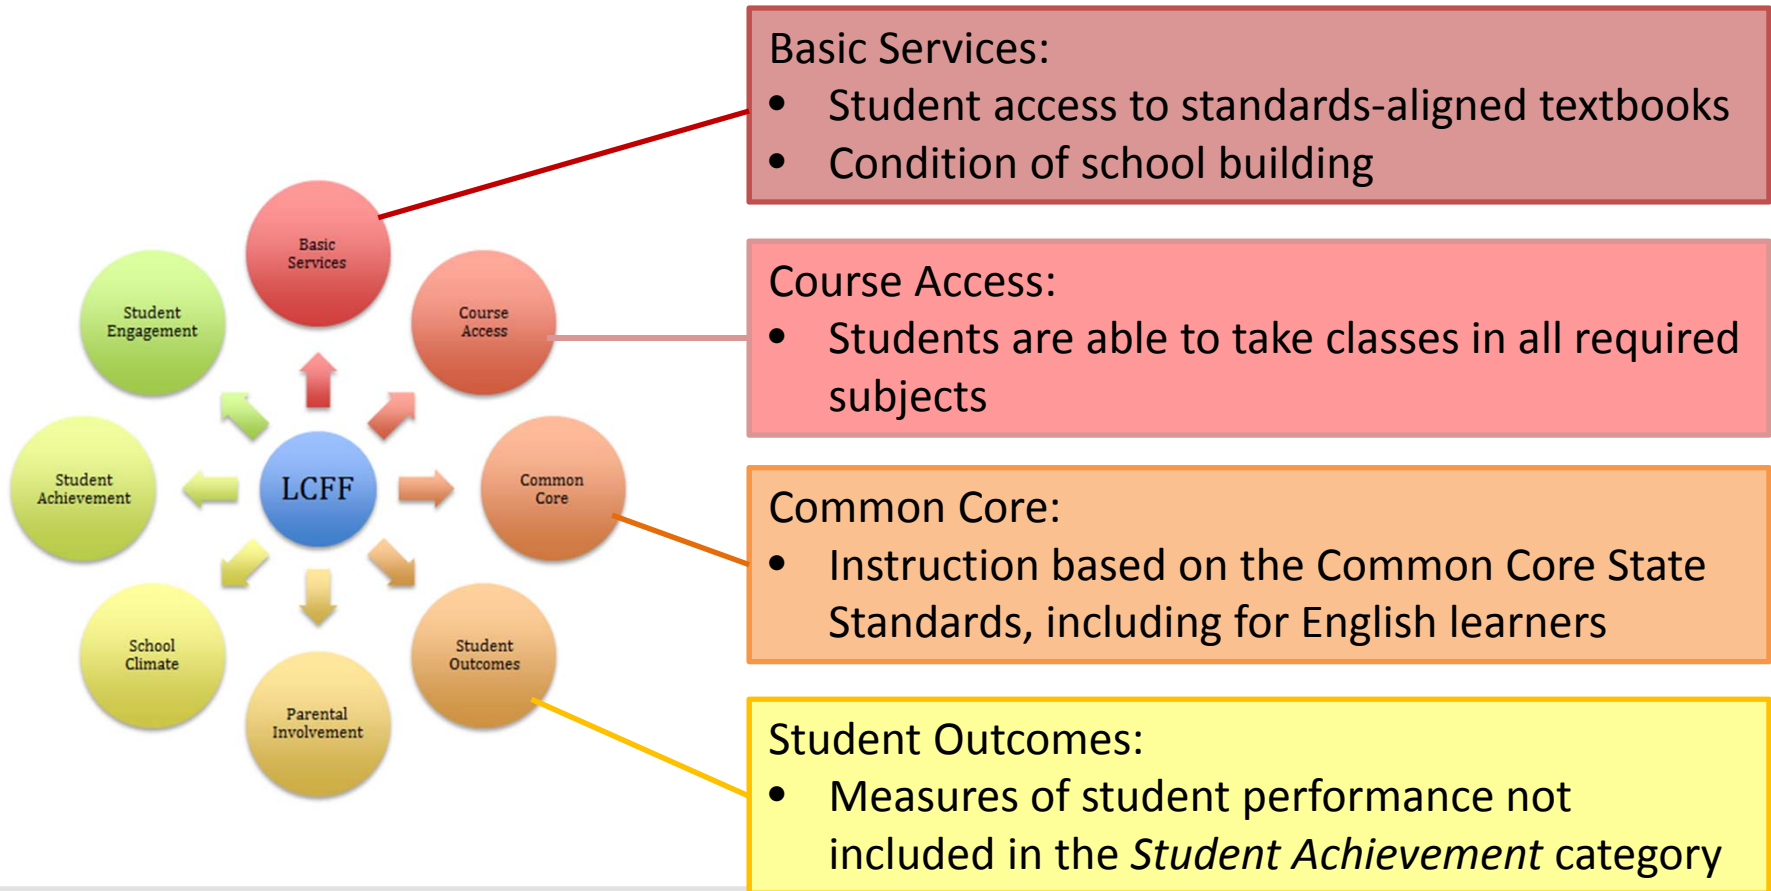 Basic
Services
Course
Access
Common
Core
Student
Outcomes
Parental
Involvement
School
Climate
Student
Achievement
Student
Engagement
LCFF
Basic Services:
• Student access to standards-aligned textbooks
• Condition of school building
Course Access:
• Students are able to take classes in all required
subjects
Common Core:
• Instruction based on the Common Core State
Standards, including for English learners
Student Outcomes:
• Measures of student performance not
included in the Student Achievement category